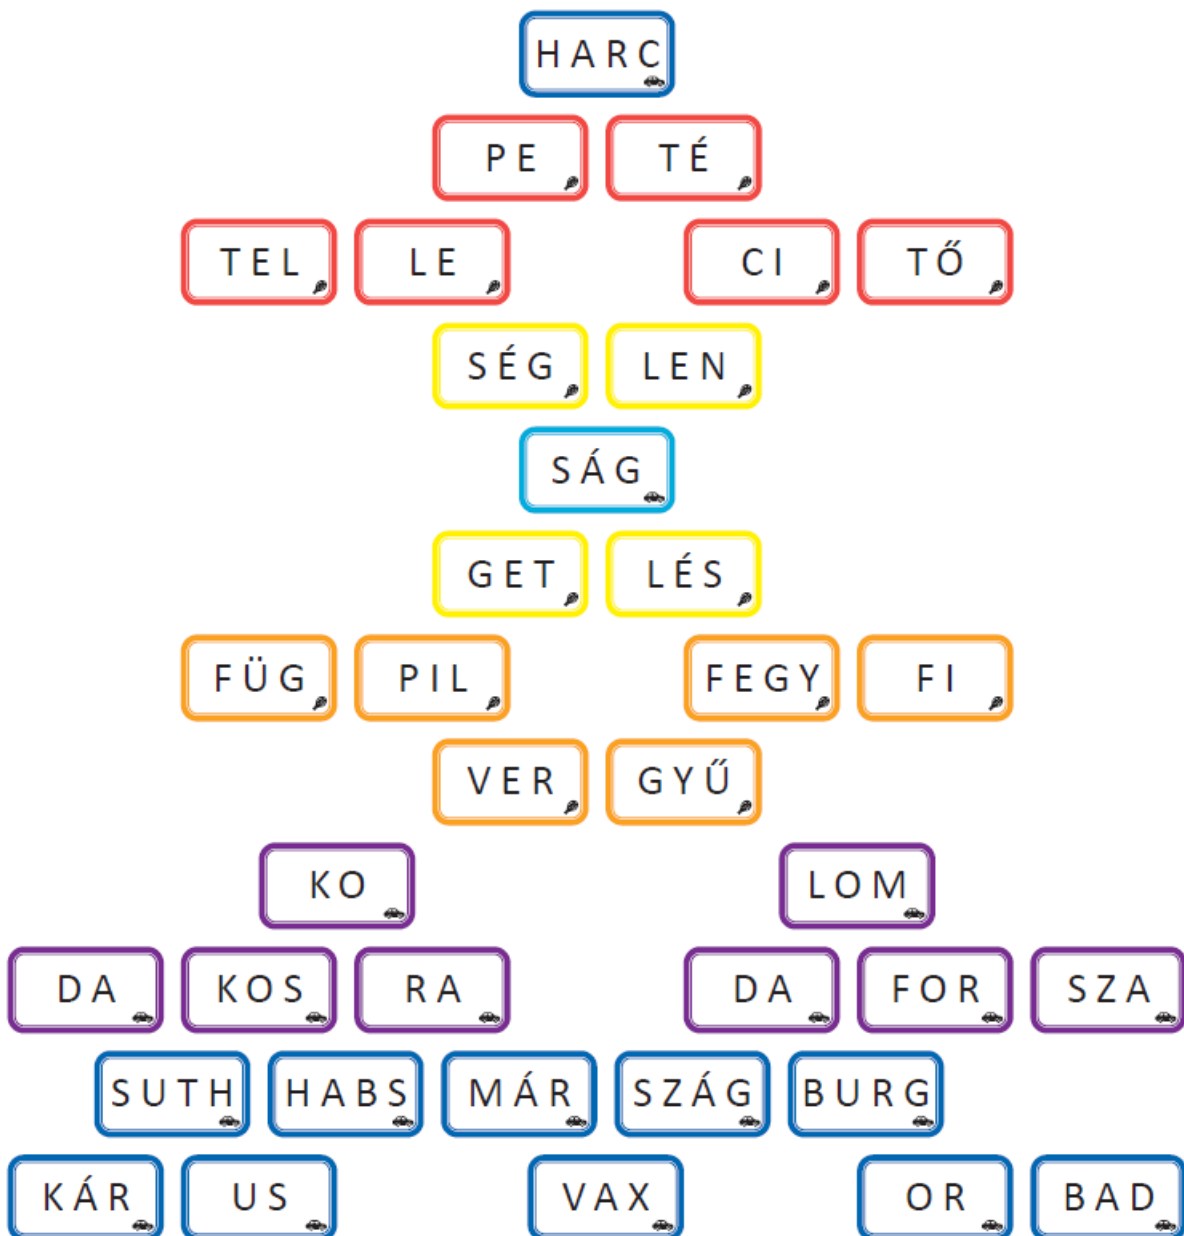 HARC
PE TÉ
TEL LE CI TŐ
SÉG LEN
SÁG
GET LÉS
FÜG PIL FEGY FI
VER GYŰ
KO LOM
DA KOS RA DA FOR SZA
SUTH HABS MÁR SZÁG BURG
KÁR US VAX OR BAD